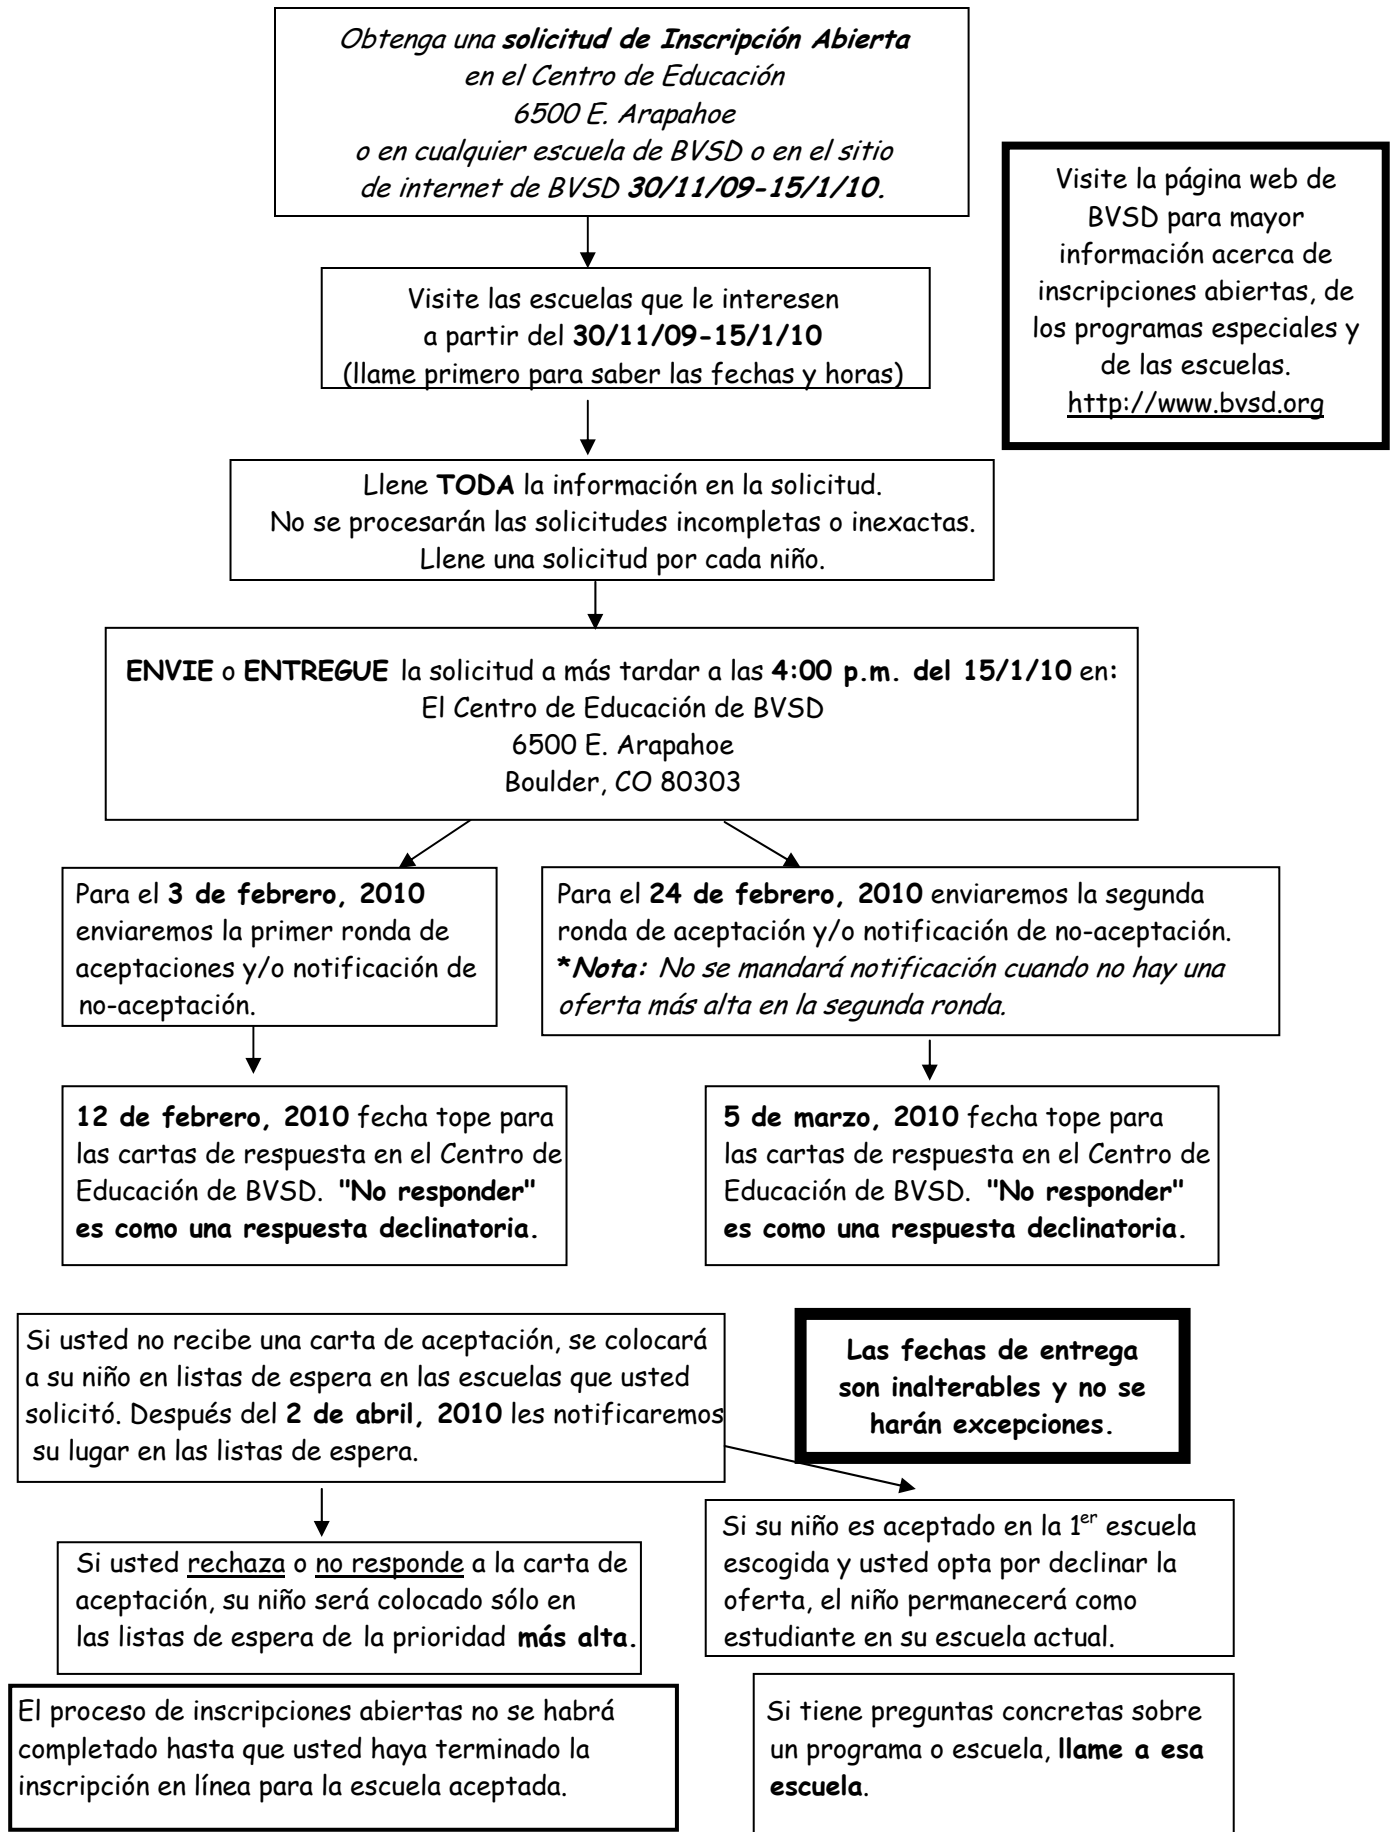 Obtenga una solicitud de Inscripción Abierta
en el Centro de Educación
6500 E. Arapahoe
o en cualquier escuela de BVSD o en el sitio
de internet de BVSD 30/11/09-15/1/10.
Visite la página web de
BVSD para mayor
información acerca de
inscripciones abiertas, de
los programas especiales y
de las escuelas.
http://www.bvsd.org
Visite las escuelas que le interesen
a partir del 30/11/09-15/1/10
(llame primero para saber las fechas y horas)
Llene TODA la información en la solicitud.
No se procesarán las solicitudes incompletas o inexactas.
Llene una solicitud por cada niño.
ENVIE o ENTREGUE la solicitud a más tardar a las 4:00 p.m. del 15/1/10 en:
El Centro de Educación de BVSD
6500 E. Arapahoe
Boulder, CO 80303
Para el 3 de febrero, 2010
enviaremos la primer ronda de
aceptaciones y/o notificación de
no-aceptación.
Para el 24 de febrero, 2010 enviaremos la segunda
ronda de aceptación y/o notificación de no-aceptación.
*Nota: No se mandará notificación cuando no hay una
oferta más alta en la segunda ronda.
12 de febrero, 2010 fecha tope para
las cartas de respuesta en el Centro de
Educación de BVSD. "No responder"
es como una respuesta declinatoria.
5 de marzo, 2010 fecha tope para
las cartas de respuesta en el Centro de
Educación de BVSD. "No responder"
es como una respuesta declinatoria.
Si usted no recibe una carta de aceptación, se colocará
a su niño en listas de espera en las escuelas que usted
solicitó. Después del 2 de abril, 2010 les notificaremos
su lugar en las listas de espera.
Las fechas de entrega
son inalterables y no se
harán excepciones.
Si usted rechaza o no responde a la carta de
aceptación, su niño será colocado sólo en
las listas de espera de la prioridad más alta.
Si su niño es aceptado en la 1er escuela
escogida y usted opta por declinar la
oferta, el niño permanecerá como
estudiante en su escuela actual.
El proceso de inscripciones abiertas no se habrá
completado hasta que usted haya terminado la
inscripción en línea para la escuela aceptada.
Si tiene preguntas concretas sobre
un programa o escuela, llame a esa
escuela.